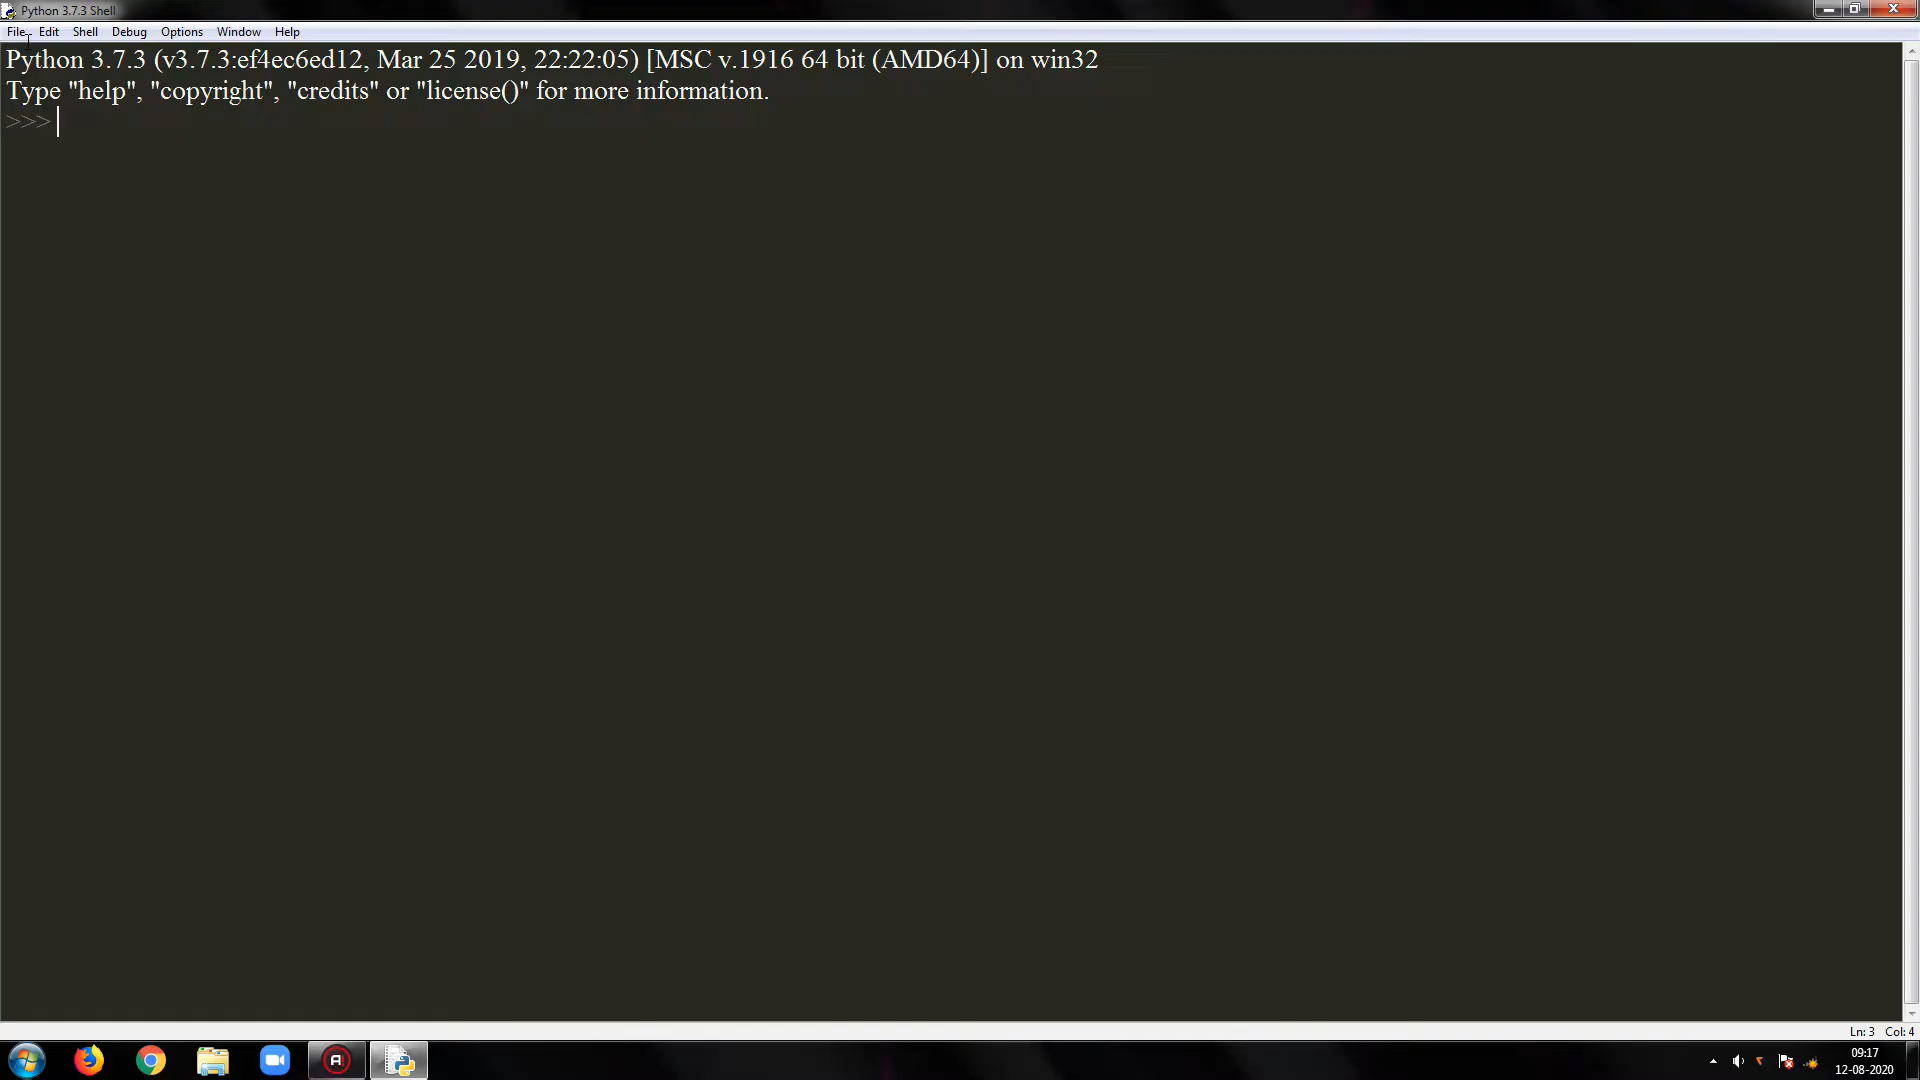 Python 3.7.3 Shell
File Edit Shell Debug Options Window Help
Python 3.7.3 (v3.7.3:ef4ec6ed12, Mar 25 2019, 22:22:05) [MSC v.1916 64 bit (AMD64)] on win32
Type "help", "copyright", "credits" or "license()" for more information.
>>>
Ln: 3 Col: 4
09:17
12-08-2020